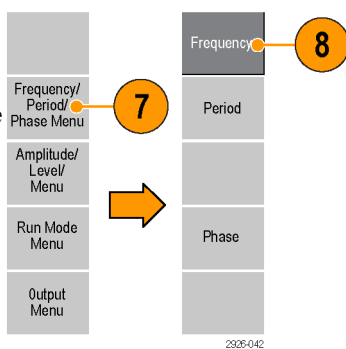 Frequency/
Period/
Phase Menu
Amplitude/
Level/
Menu
Run Mode
Menu
Output
Menu
7
Frequency
Period
Phase
8
2926-042